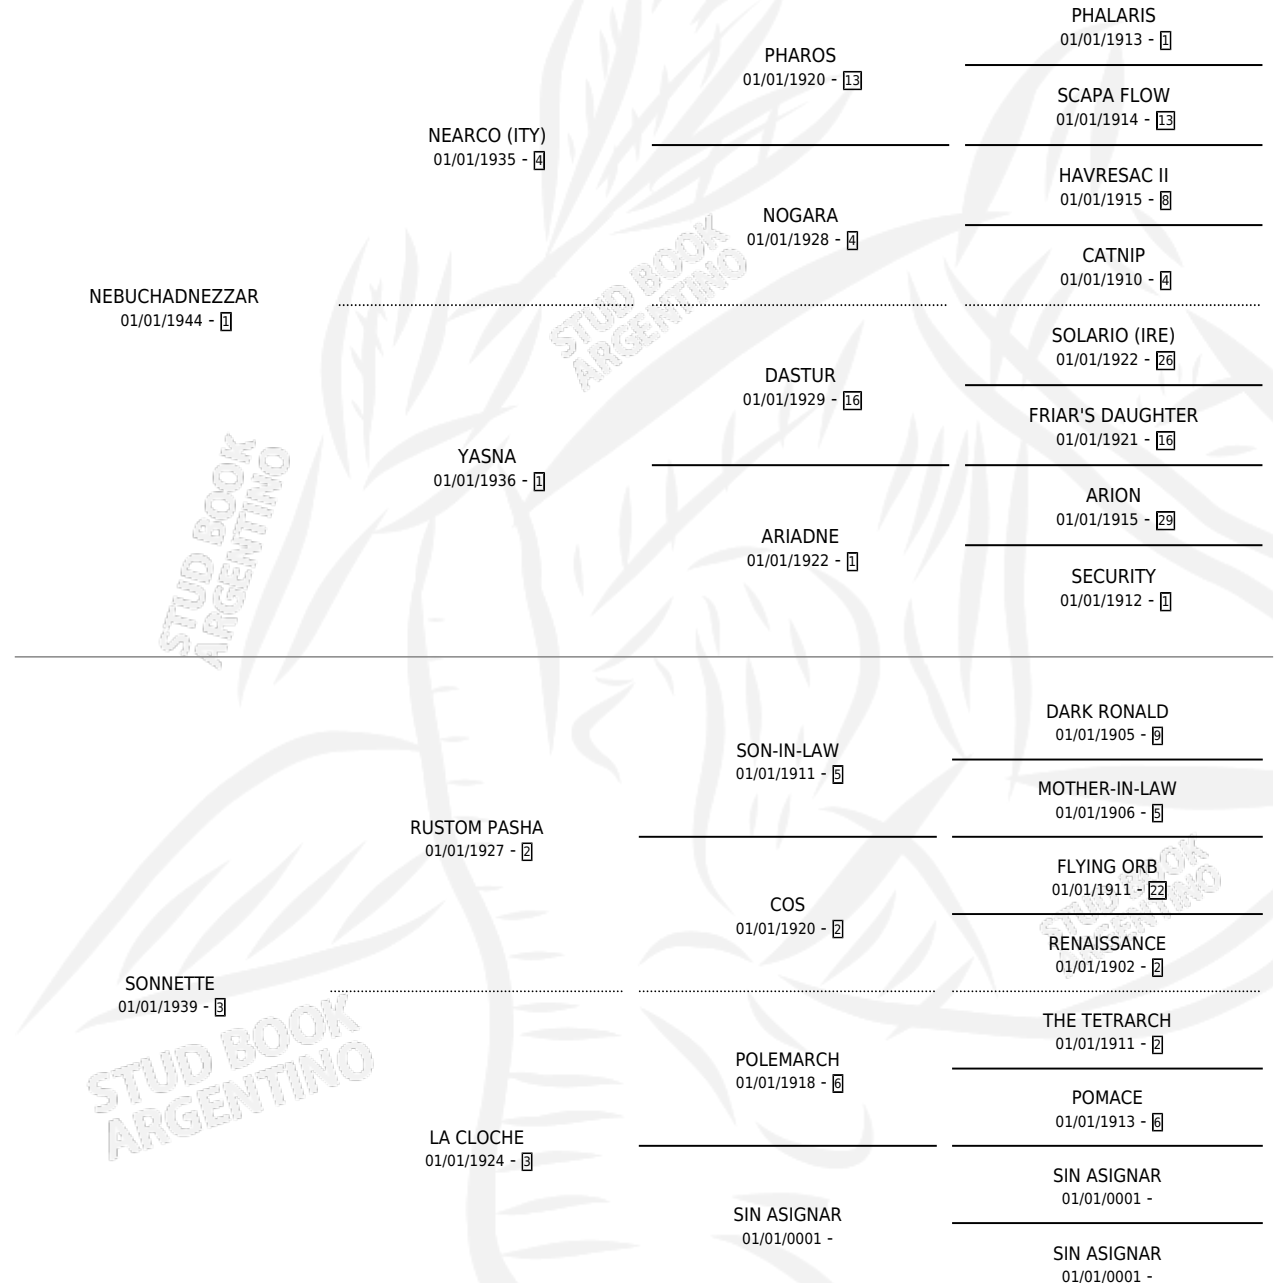 PHALARIS
01/01/1913 - 1
PHAROS
01/01/1920 - 13
SCAPA FLOW
01/01/1914 - 13
NEARCO (ITY)
01/01/1935 - 4
HAVRESAC II
01/01/1915 - 8
NOGARA
01/01/1928 - 4
CATNIP
01/01/1910 - 4
NEBUCHADNEZZAR
01/01/1944 - 1
SOLARIO (IRE)
01/01/1922 - 26
DASTUR
01/01/1929 - 16
FRIAR'S DAUGHTER
01/01/1921 - 16
YASNA
01/01/1936 - 1
ARION
01/01/1915 - 29
ARIADNE
01/01/1922 - 1
SECURITY
01/01/1912 - 1
DARK RONALD
01/01/1905 - 9
SON-IN-LAW
01/01/1911 - 5
MOTHER-IN-LAW
01/01/1906 - 5
RUSTOM PASHA
01/01/1927 - 2
FLYING ORB
01/01/1911 - 22
COS
01/01/1920 - 2
RENAISSANCE
01/01/1902 - 2
SONNETTE
01/01/1939 - 3
THE TETRARCH
01/01/1911 - 2
POLEMARCH
01/01/1918 - 6
POMACE
01/01/1913 - 6
LA CLOCHE
01/01/1924 - 3
SIN ASIGNAR
01/01/0001 -
SIN ASIGNAR
01/01/0001 -
SIN ASIGNAR
01/01/0001 -
STUD BOOK
ARGENTINO
STUD BOOK
ARGENTINO
STUD BOOK
ARGENTINO
STUD BOOK
ARGENTINO